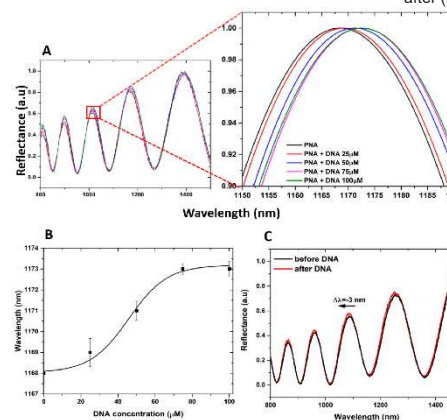 after (
A
Reflectance (a.u)
1.0
0.8
0.6
0.4
0.2
0.0
800
1000
1200
1400
1.00
0.98
0.96
0.94
0.92
0.90
PNA
PNA + DNA 25µM
PNA + DNA 50µM
PNA + DNA 75µM
PNA + DNA 100µM
1150 1155 1160 1165 1170 1175 1180 1185
Wavelength (nm)
B
Wavelength (nm)
1174
1173
1172
1171
1170
1169
1168
1167
0
20
40
60
80
100
DNA concentration (µM)
C
before DNA
after DNA
Δλ=-3 nm
Reflectance (a.u)
1.0
0.8
0.6
0.4
0.2
0.0
800
1000
1200
1400
Wavelength (nm)